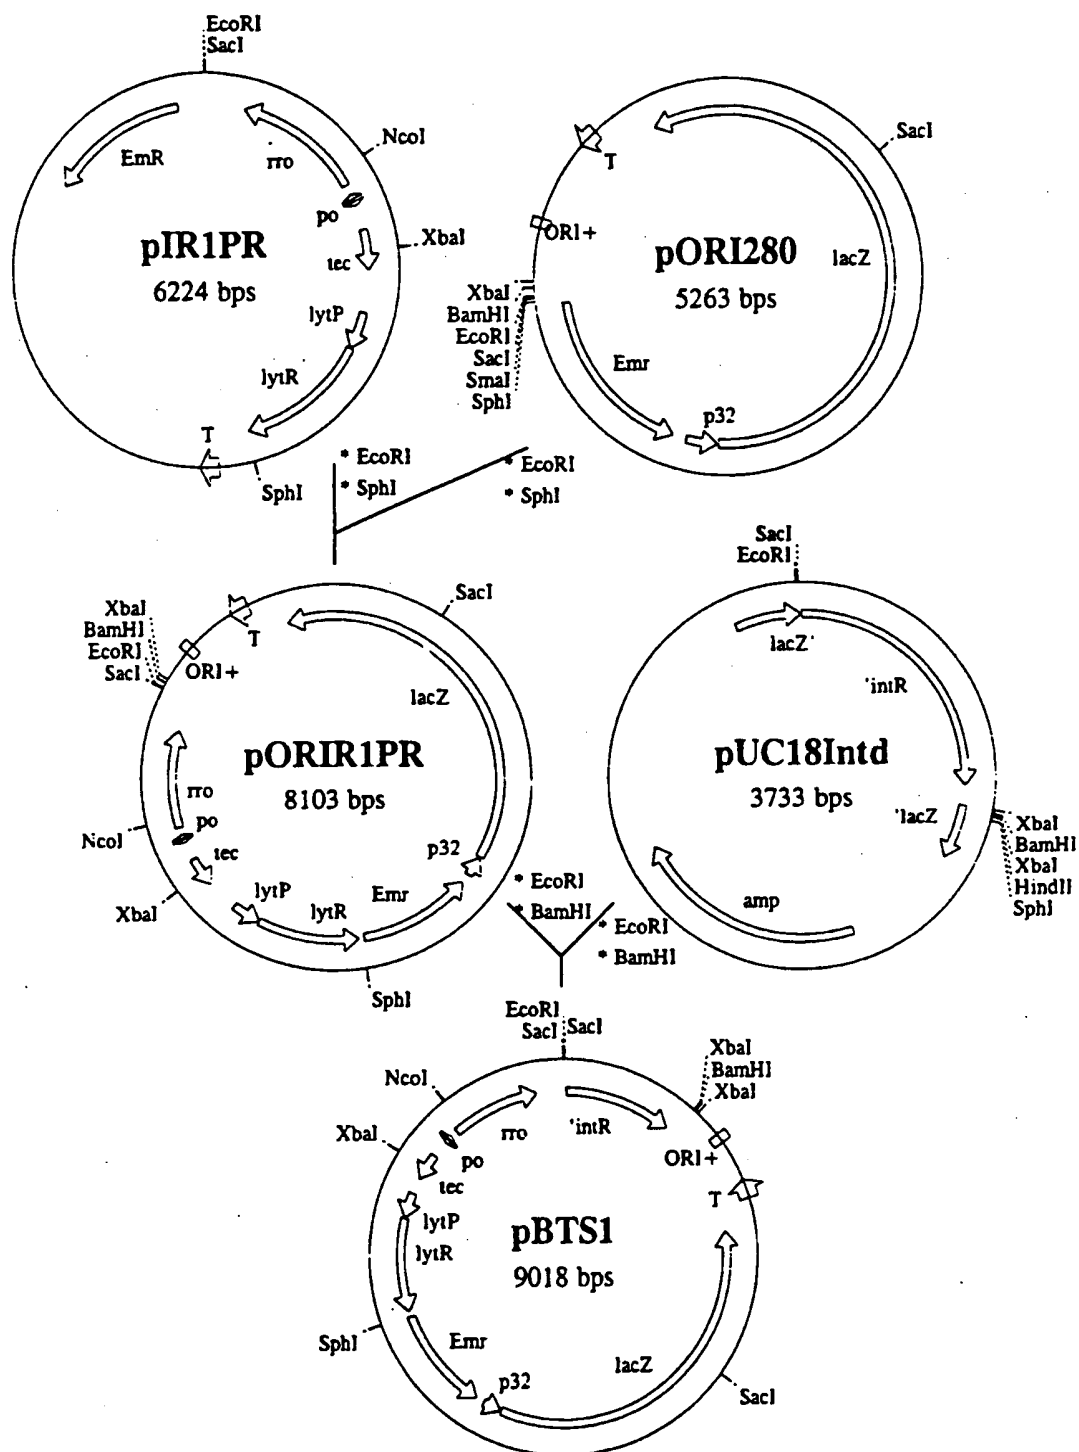 EcoRI
SacI
NcoI
XbaI
SphI
EmR
rro
po
tec
lytP
lytR
T
pIR1PR
6224 bps
SacI
T
ORI+
XbaI
BamHI
EcoRI
SacI
SmaI
SphI
lacZ
Emr
p32
pORI280
5263 bps
* EcoRI
* SphI
* EcoRI
* SphI
SacI
XbaI
BamHI
EcoRI
SacI
T
ORI+
lacZ
pORIR1PR
8103 bps
rro
po
NcoI
tec
XbaI
lytP
lytR
Emr
p32
SphI
SacI
EcoRI
lacZ'
'intR
pUC18Intd
3733 bps
'lacZ
XbaI
BamHI
XbaI
HindII
SphI
amp
* EcoRI
* BamHI
* EcoRI
* BamHI
EcoRI
SacI
SacI
XbaI
BamHI
XbaI
NcoI
XbaI
rro
'intR
ORI+
po
tec
T
lytP
lytR
pBTS1
9018 bps
SphI
Emr
p32
lacZ
SacI